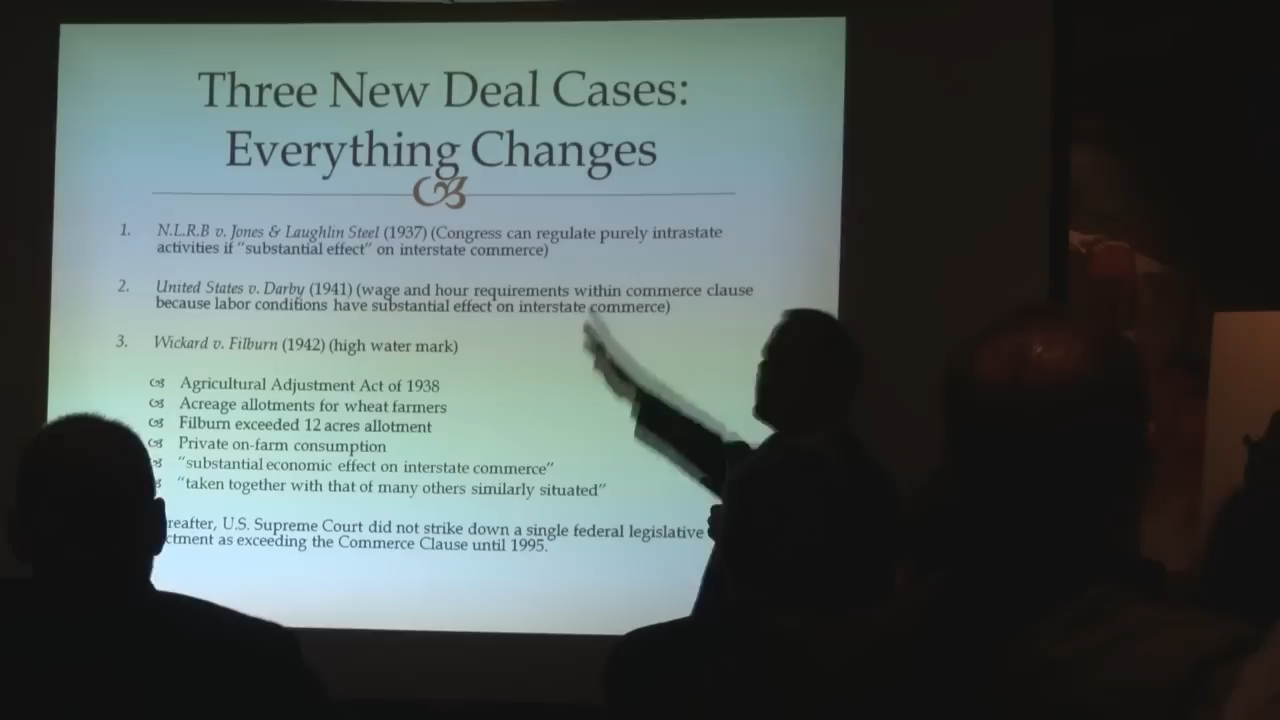 Three New Deal Cases:
Everything Changes
1. N.L.R.B v. Jones & Laughlin Steel (1937) (Congress can regulate purely intrastate
activities if "substantial effect" on interstate commerce)
2. United States v. Darby (1941) (wage and hour requirements within commerce clause
because labor conditions have substantial effect on interstate commerce)
3. Wickard v. Filburn (1942) (high water mark)
Agricultural Adjustment Act of 1938
Acreage allotments for wheat farmers
Filburn exceeded 12 acres allotment
Private on-farm consumption
"substantial economic effect on interstate commerce"
"taken together with that of many others similarly situated"
reafter, U.S. Supreme Court did not strike down a single federal legislative
ctment as exceeding the Commerce Clause until 1995.